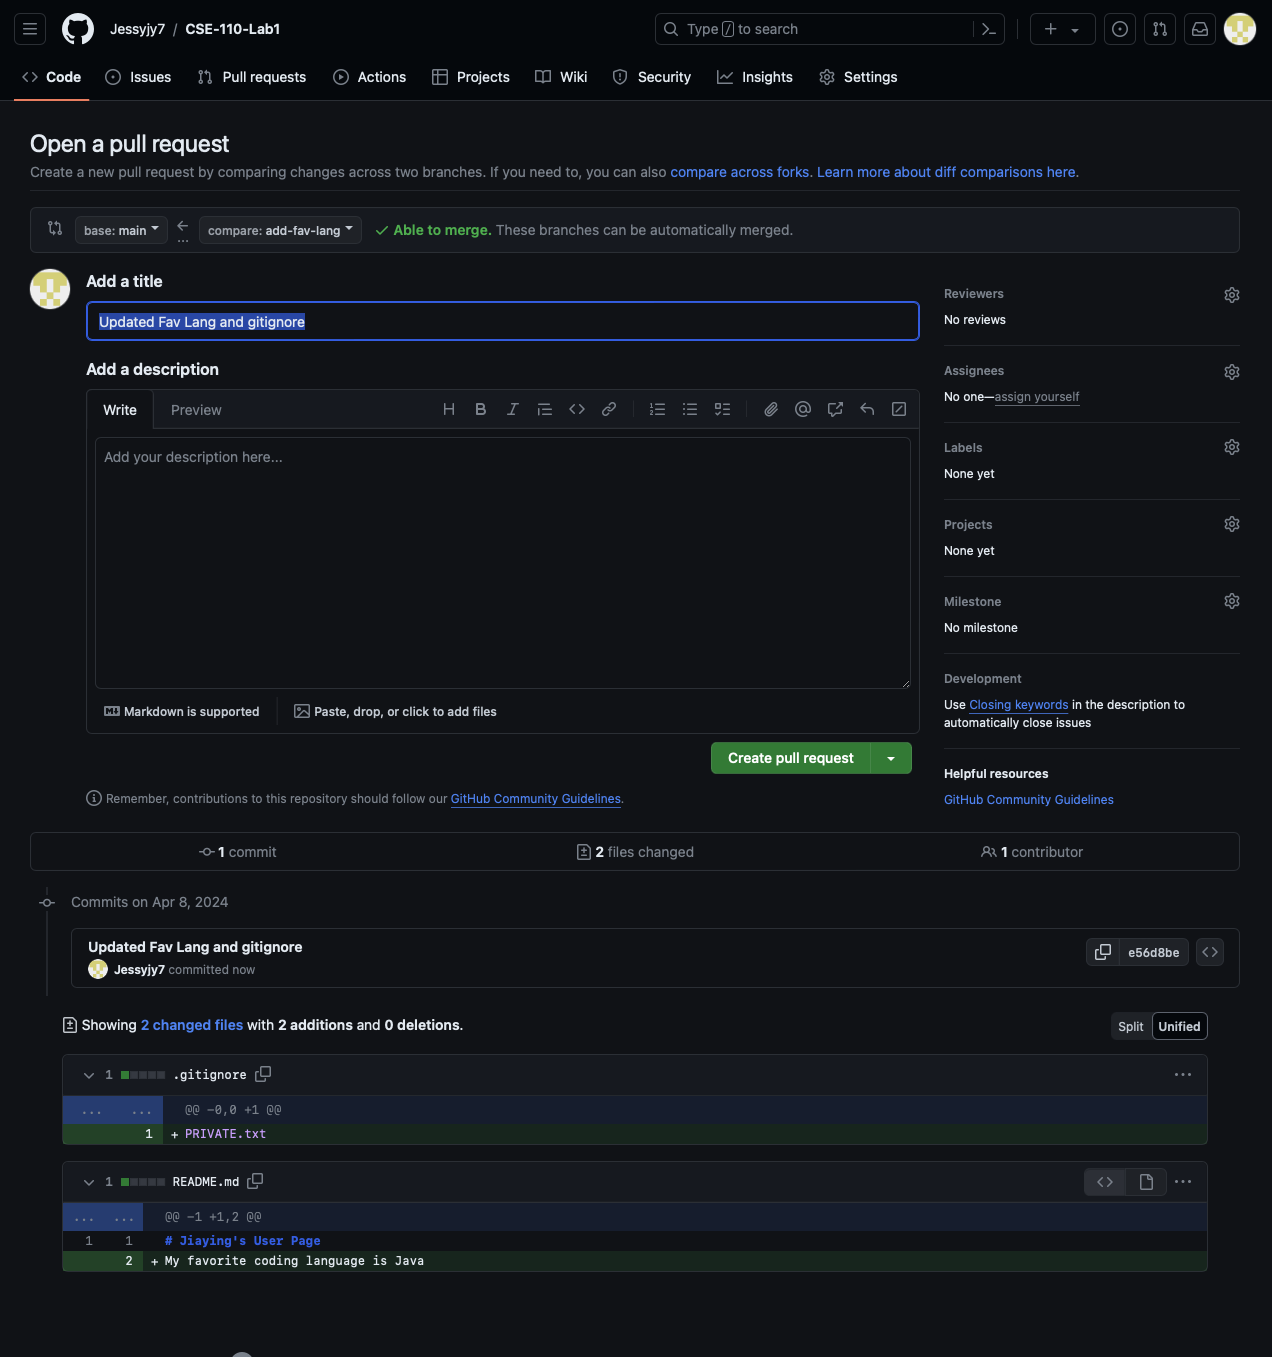 Jessyjy7 / CSE-110-Lab1
Type / to search
Code Issues Pull requests Actions Projects Wiki Security Insights Settings
Open a pull request
Create a new pull request by comparing changes across two branches. If you need to, you can also compare across forks. Learn more about diff comparisons here.
base: main compare: add-fav-lang Able to merge. These branches can be automatically merged.
Add a title
Updated Fav Lang and gitignore
Add a description
Write Preview
Add your description here...
Markdown is supported Paste, drop, or click to add files
Create pull request
Remember, contributions to this repository should follow our GitHub Community Guidelines.
Reviewers
No reviews
Assignees
No one—assign yourself
Labels
None yet
Projects
None yet
Milestone
No milestone
Development
Use Closing keywords in the description to
automatically close issues
Helpful resources
GitHub Community Guidelines
1 commit 2 files changed 1 contributor
Commits on Apr 8, 2024
Updated Fav Lang and gitignore
Jessyjy7 committed now
e56d8be
Showing 2 changed files with 2 additions and 0 deletions.
Split Unified
1 .gitignore
... ... @@ -0,0 +1 @@
1 + PRIVATE.txt
1 README.md
... ... @@ -1 +1,2 @@
1 1 # Jiaying's User Page
2 + My favorite coding language is Java